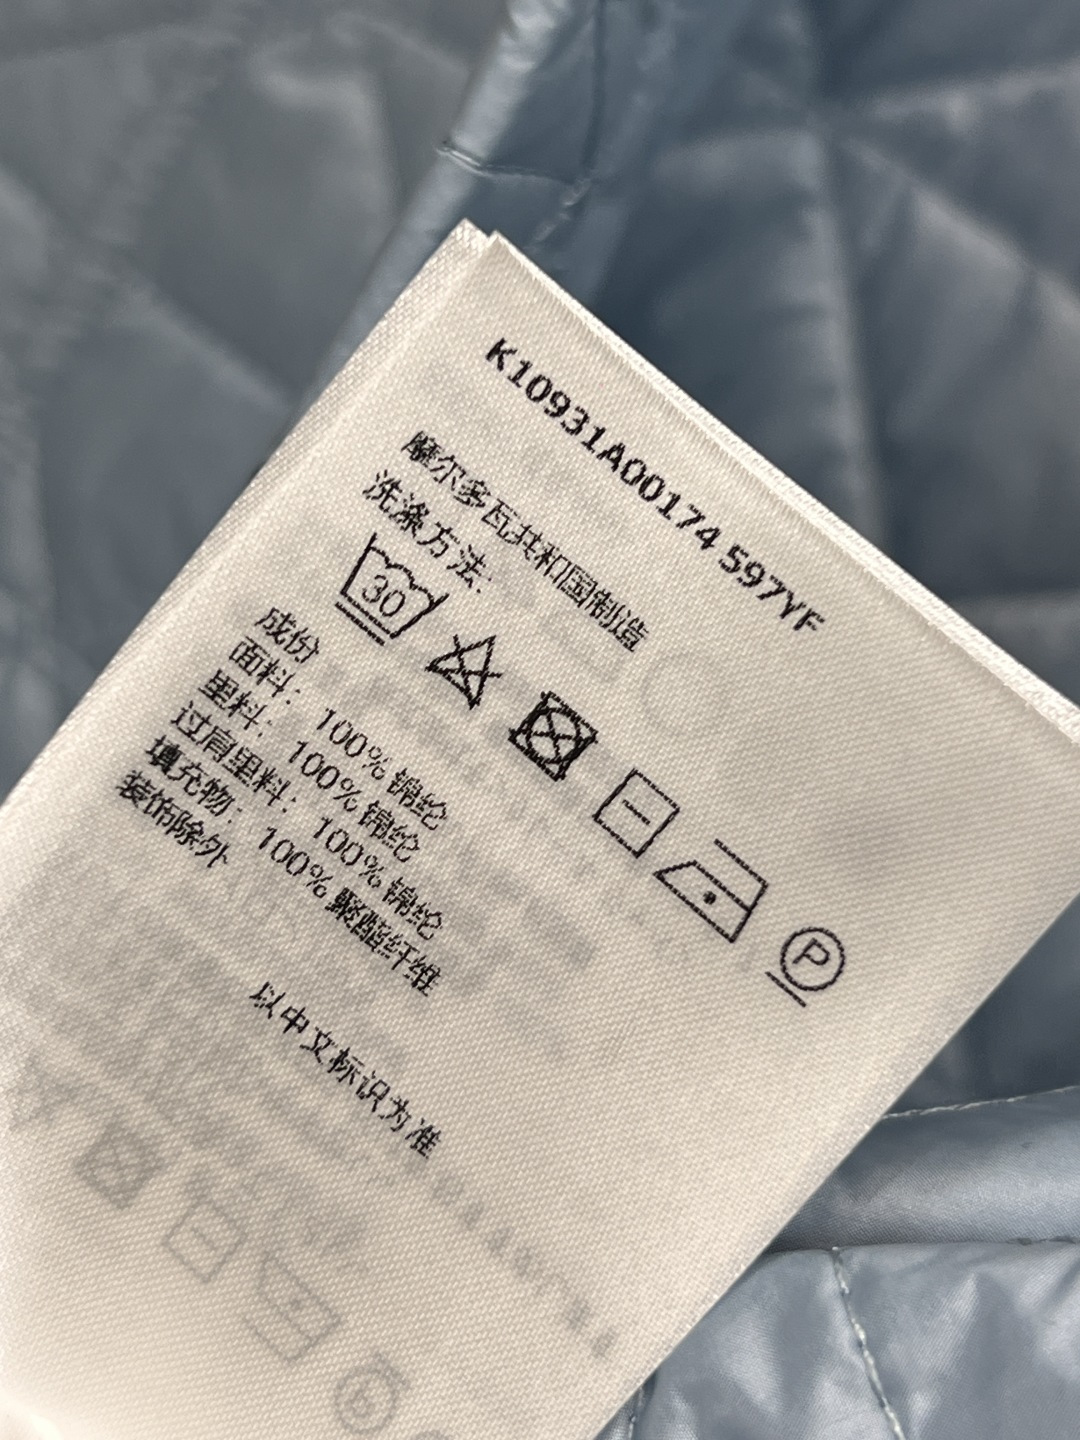 K10931A00174 597YF
摩尔多瓦共和国制造
洗涤方法：
30
P
成份
面料： 100% 锦纶
里料： 100% 锦纶
过肩里料： 100% 锦纶
填充物： 100% 聚酯纤维
装饰除外
以中文标识为准